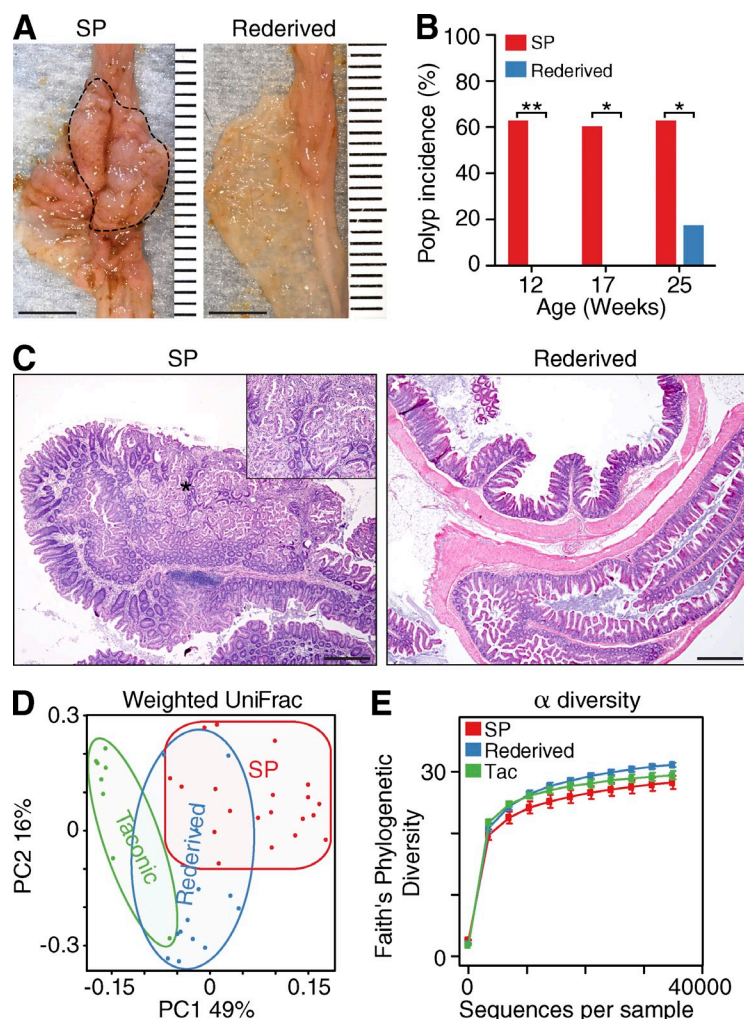 A
SP
Rederived
B
100
80
60
40
20
0
Polyp incidence (%)
SP
Rederived
**
*
*
12
17
25
Age (Weeks)
C
SP
Rederived
*
D
Weighted UniFrac
0.3
0
-0.3
PC2 16%
Taconic
Rederived
SP
-0.15
0
0.15
PC1 49%
E
α diversity
SP
Rederived
Tac
30
0
Faith's Phylogenetic
Diversity
0
40000
Sequences per sample